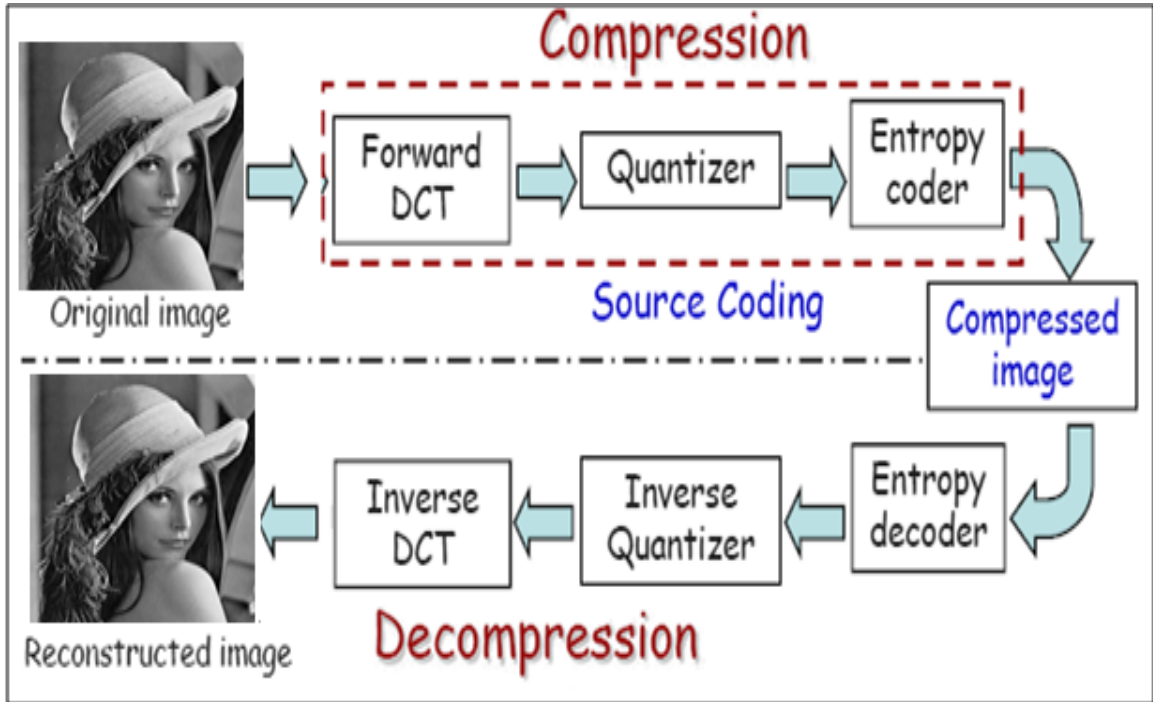 Compression
Forward
DCT
Quantizer
Entropy
coder
Original image
Source Coding
Compressed
image
Entropy
decoder
Inverse
Quantizer
Inverse
DCT
Reconstructed image
Decompression